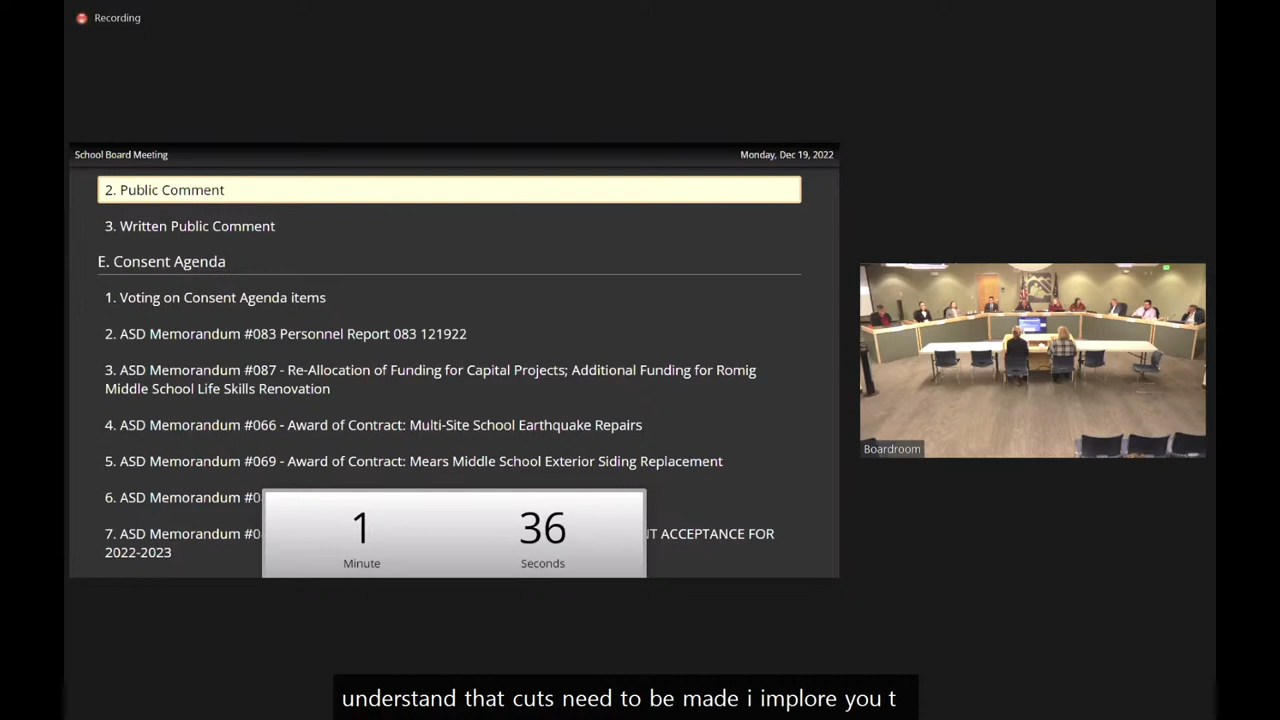 Recording
School Board Meeting
Monday, Dec 19, 2022
2. Public Comment
3. Written Public Comment
E. Consent Agenda
1. Voting on Consent Agenda items
2. ASD Memorandum #083 Personnel Report 083 121922
3. ASD Memorandum #087 - Re-Allocation of Funding for Capital Projects; Additional Funding for Romig
Middle School Life Skills Renovation
4. ASD Memorandum #066 - Award of Contract: Multi-Site School Earthquake Repairs
5. ASD Memorandum #069 - Award of Contract: Mears Middle School Exterior Siding Replacement
6. ASD Memorandum #0
7. ASD Memorandum #0 NT ACCEPTANCE FOR
2022-2023
1 36
Minute Seconds
Boardroom
understand that cuts need to be made i implore you t